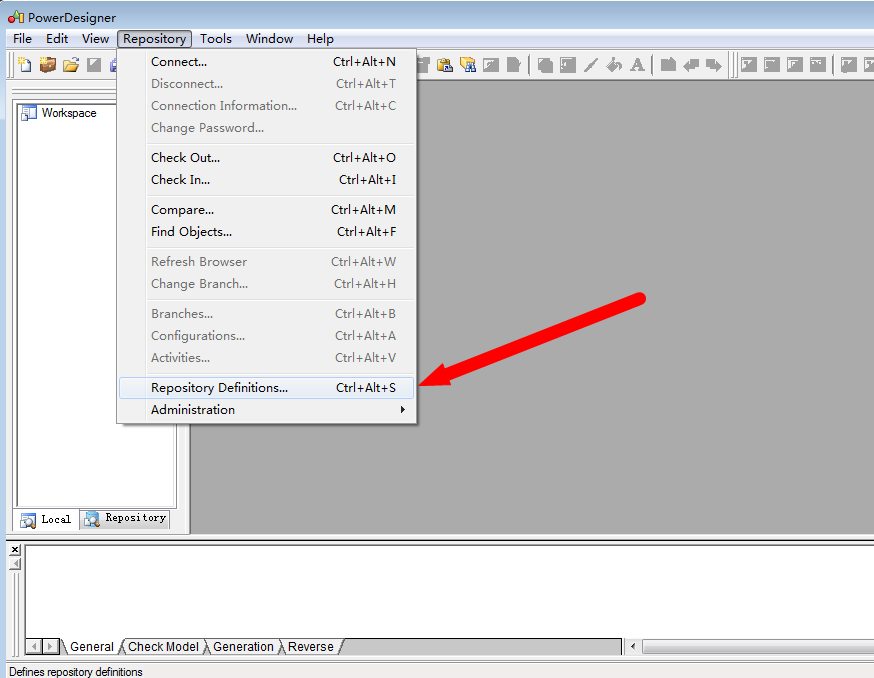 PowerDesigner
File Edit View Repository Tools Window Help
Connect... Ctrl+Alt+N
Disconnect... Ctrl+Alt+T
Connection Information... Ctrl+Alt+C
Change Password...
Check Out... Ctrl+Alt+O
Check In... Ctrl+Alt+I
Compare... Ctrl+Alt+M
Find Objects... Ctrl+Alt+F
Refresh Browser Ctrl+Alt+W
Change Branch... Ctrl+Alt+H
Branches... Ctrl+Alt+B
Configurations... Ctrl+Alt+A
Activities... Ctrl+Alt+V
Repository Definitions... Ctrl+Alt+S
Administration
Workspace
Local Repository
General Check Model Generation Reverse
Defines repository definitions